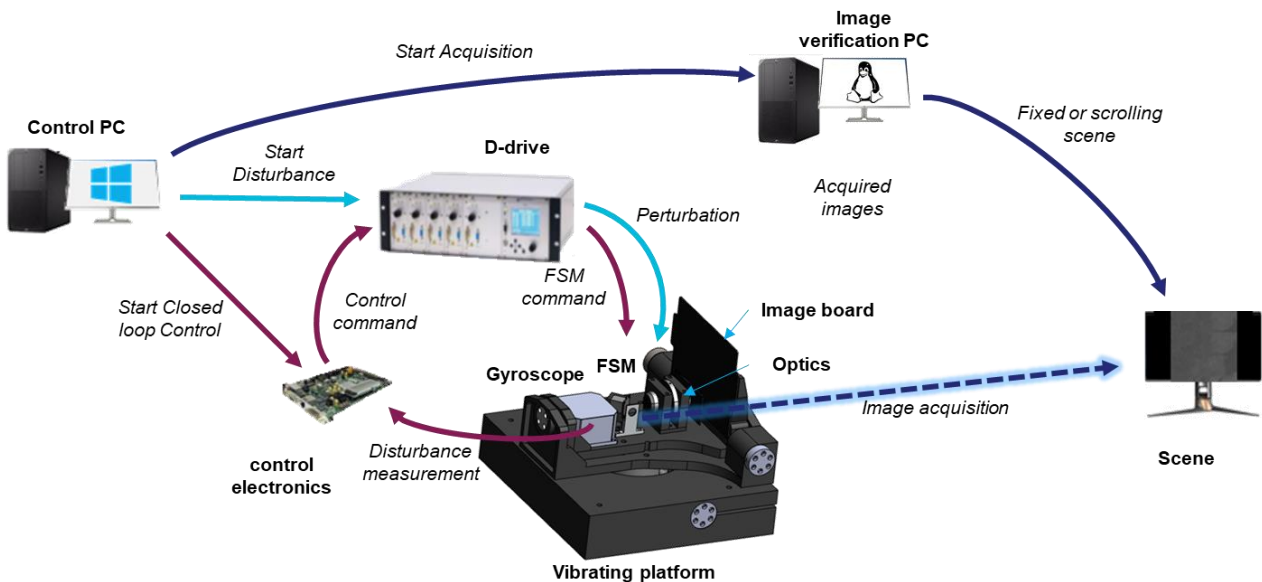 Image
verification PC
Start Acquisition
Control PC
Start
Disturbance
D-drive
Fixed or scrolling
scene
Acquired
images
Perturbation
FSM
command
Start Closed
loop Control
Control
command
Image board
Gyroscope
FSM
Optics
Image acquisition
Disturbance
measurement
control
electronics
Scene
Vibrating platform